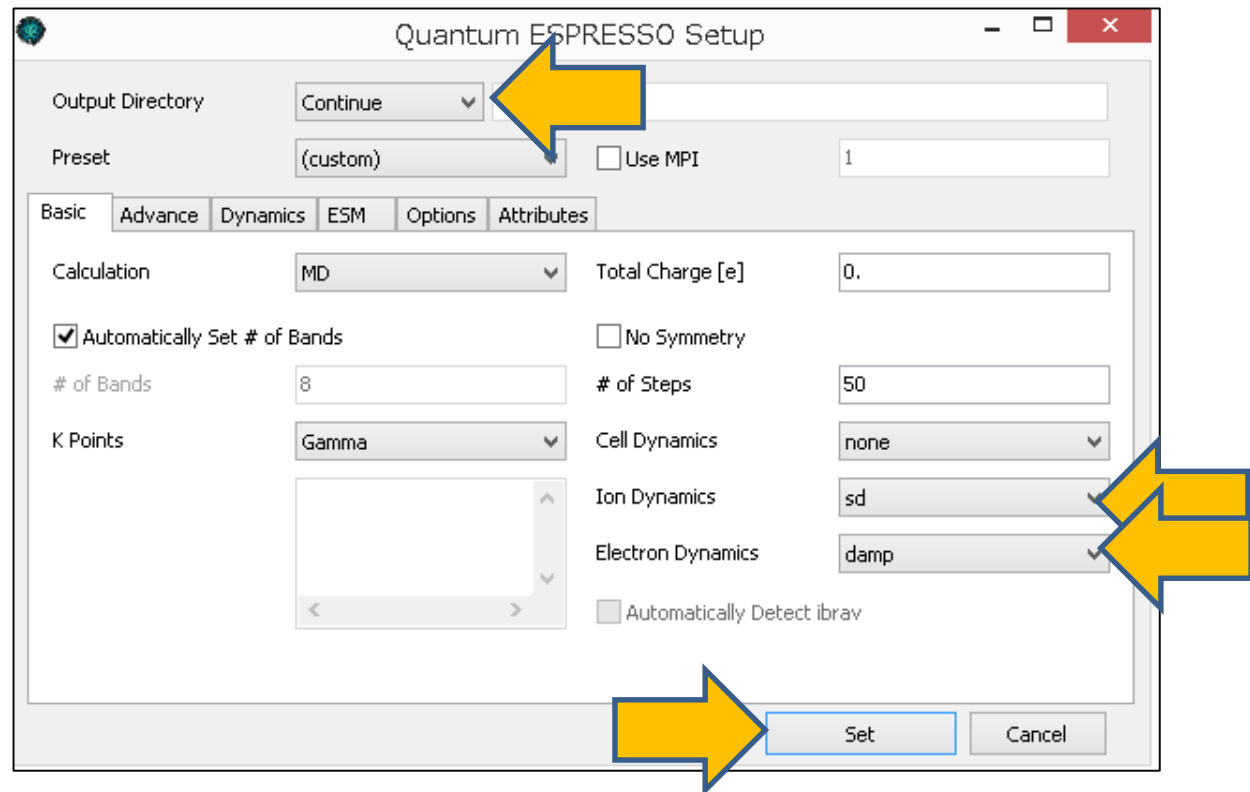 Quantum ESPRESSO Setup
Output Directory Continue
Preset (custom) Use MPI 1
Basic Advance Dynamics ESM Options Attributes
Calculation MD Total Charge [e] 0.
Automatically Set # of Bands No Symmetry
# of Bands 8 # of Steps 50
K Points Gamma Cell Dynamics none
Ion Dynamics sd
Electron Dynamics damp
Automatically Detect ibrav
Set Cancel